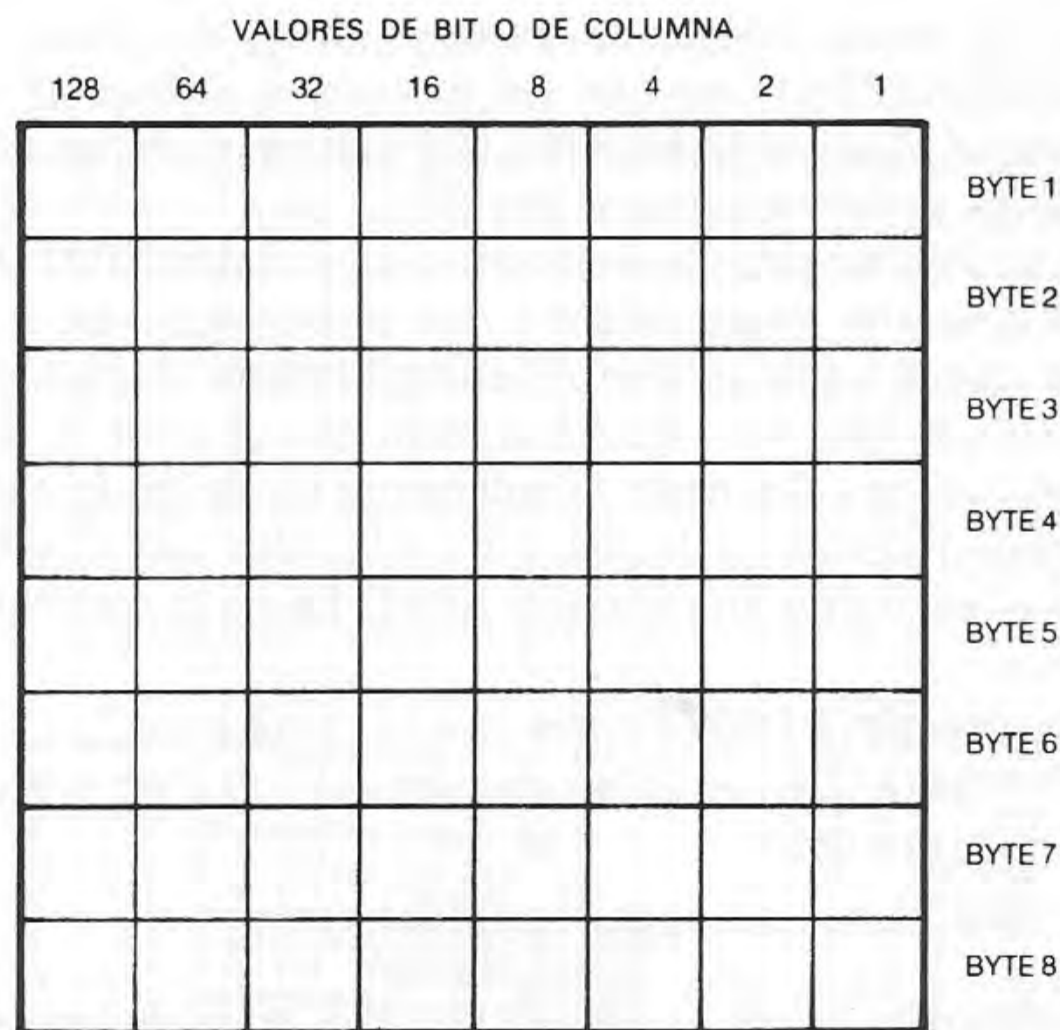 VALORES DE BIT O DE COLUMNA
128 64 32 16 8 4 2 1
BYTE 1
BYTE 2
BYTE 3
BYTE 4
BYTE 5
BYTE 6
BYTE 7
BYTE 8